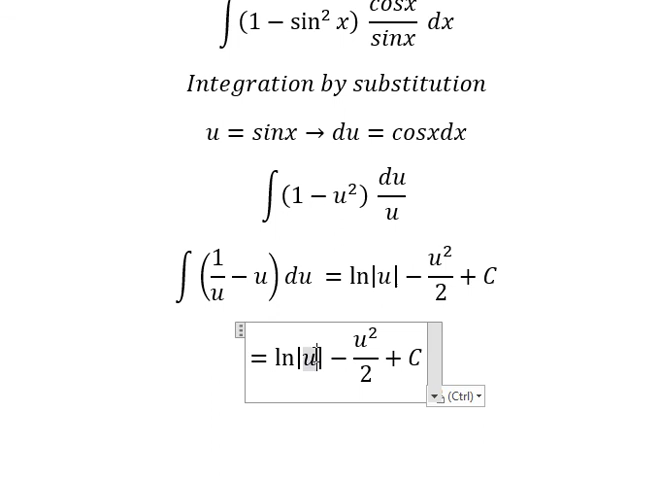 ∫(1 − sin² x) cosx/sinx dx
Integration by substitution
u = sinx → du = cosxdx
∫(1 − u²) du/u
∫(1/u − u) du = ln|u| − u²/2 + C
= ln|u| − u²/2 + C
(Ctrl)